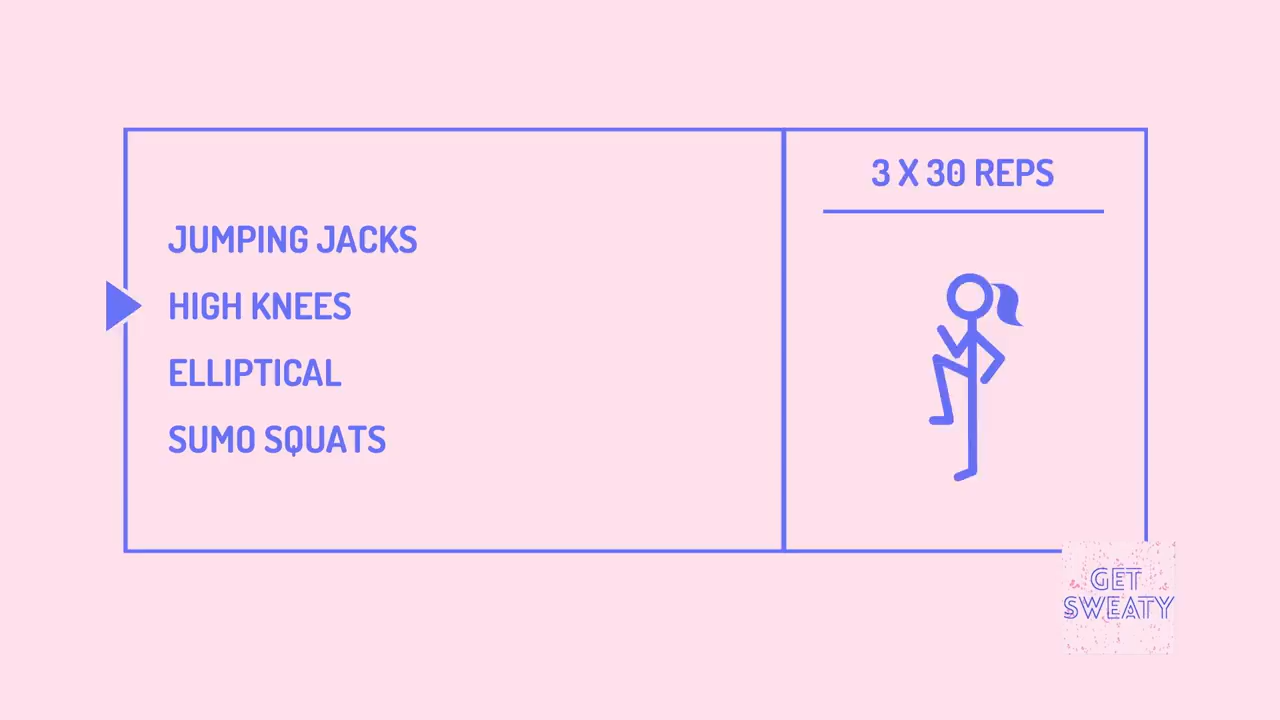 3 X 30 REPS
JUMPING JACKS
HIGH KNEES
ELLIPTICAL
SUMO SQUATS
GET
SWEATY